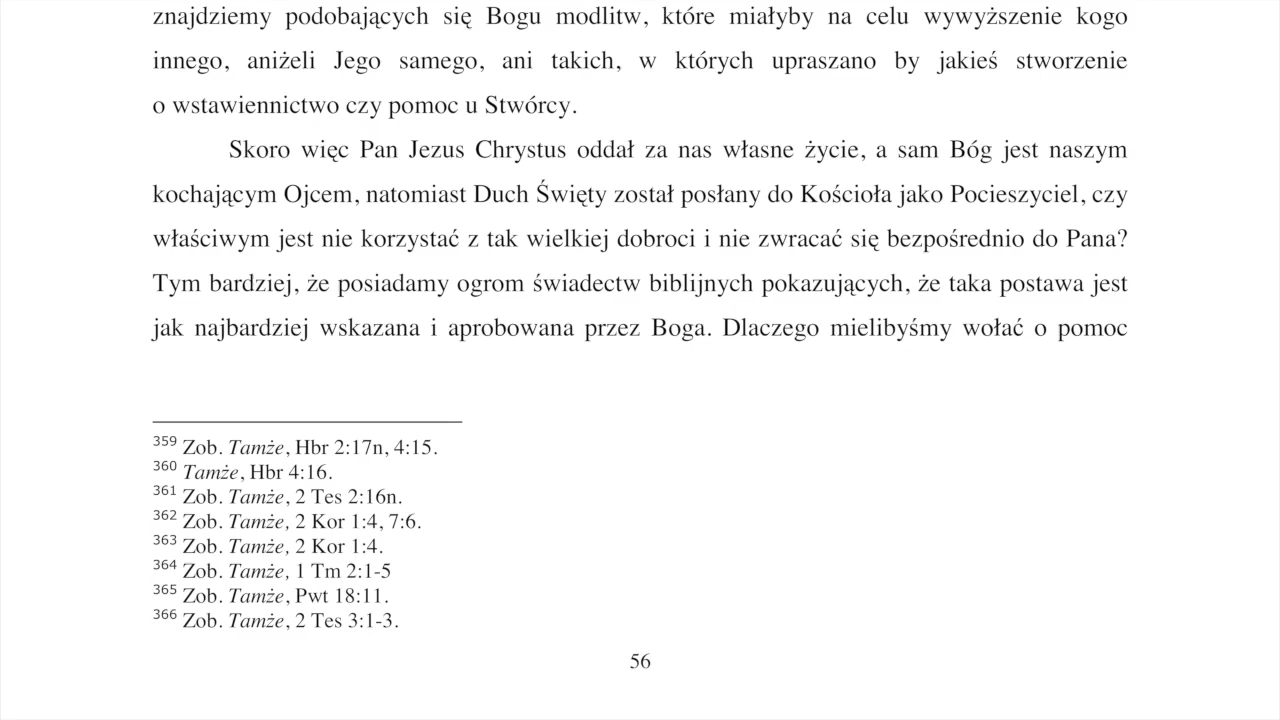 znajdziemy podobających się Bogu modlitw, które miałyby na celu wywyższenie kogo
innego, aniżeli Jego samego, ani takich, w których upraszano by jakieś stworzenie
o wstawiennictwo czy pomoc u Stwórcy.
Skoro więc Pan Jezus Chrystus oddał za nas własne życie, a sam Bóg jest naszym
kochającym Ojcem, natomiast Duch Święty został posłany do Kościoła jako Pocieszyciel, czy
właściwym jest nie korzystać z tak wielkiej dobroci i nie zwracać się bezpośrednio do Pana?
Tym bardziej, że posiadamy ogrom świadectw biblijnych pokazujących, że taka postawa jest
jak najbardziej wskazana i aprobowana przez Boga. Dlaczego mielibyśmy wołać o pomoc
359 Zob. Tamże, Hbr 2:17n, 4:15.
360 Tamże, Hbr 4:16.
361 Zob. Tamże, 2 Tes 2:16n.
362 Zob. Tamże, 2 Kor 1:4, 7:6.
363 Zob. Tamże, 2 Kor 1:4.
364 Zob. Tamże, 1 Tm 2:1-5
365 Zob. Tamże, Pwt 18:11.
366 Zob. Tamże, 2 Tes 3:1-3.
56